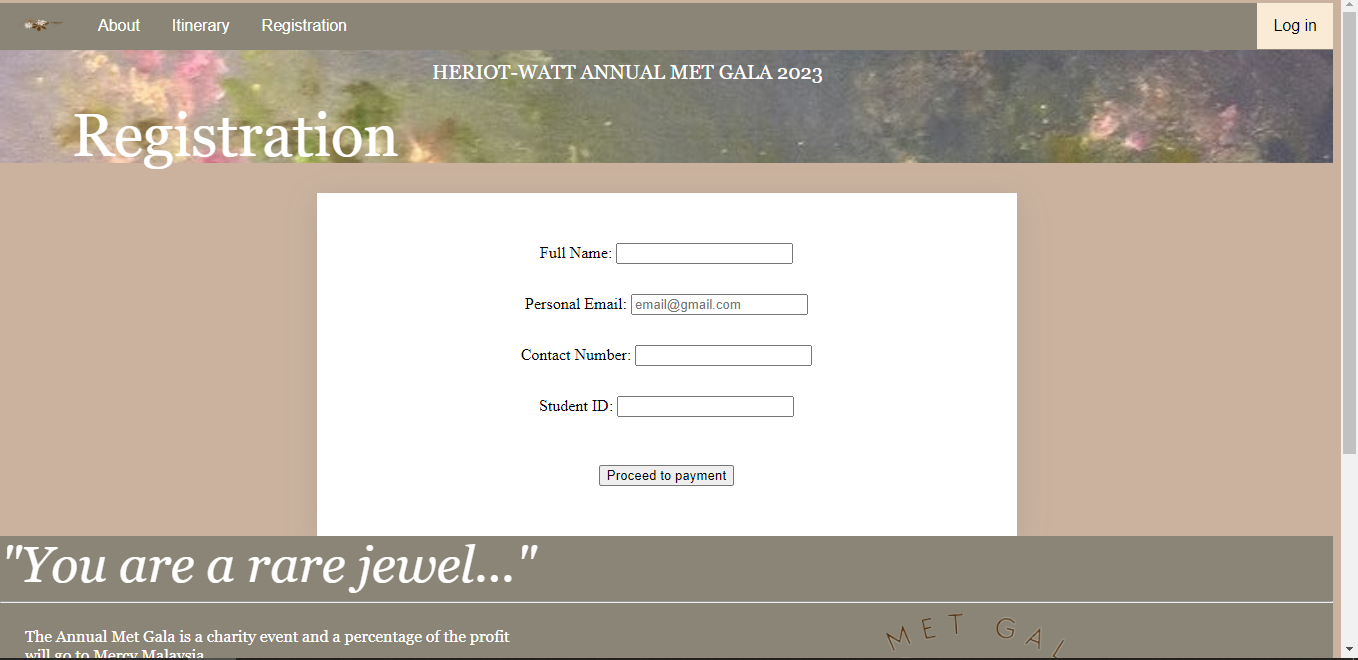 About Itinerary Registration Log in
HERIOT-WATT ANNUAL MET GALA 2023
Registration
Full Name:
Personal Email: email@gmail.com
Contact Number:
Student ID:
Proceed to payment
"You are a rare jewel..."
The Annual Met Gala is a charity event and a percentage of the profit
will go to Mercy Malaysia
MET GAL